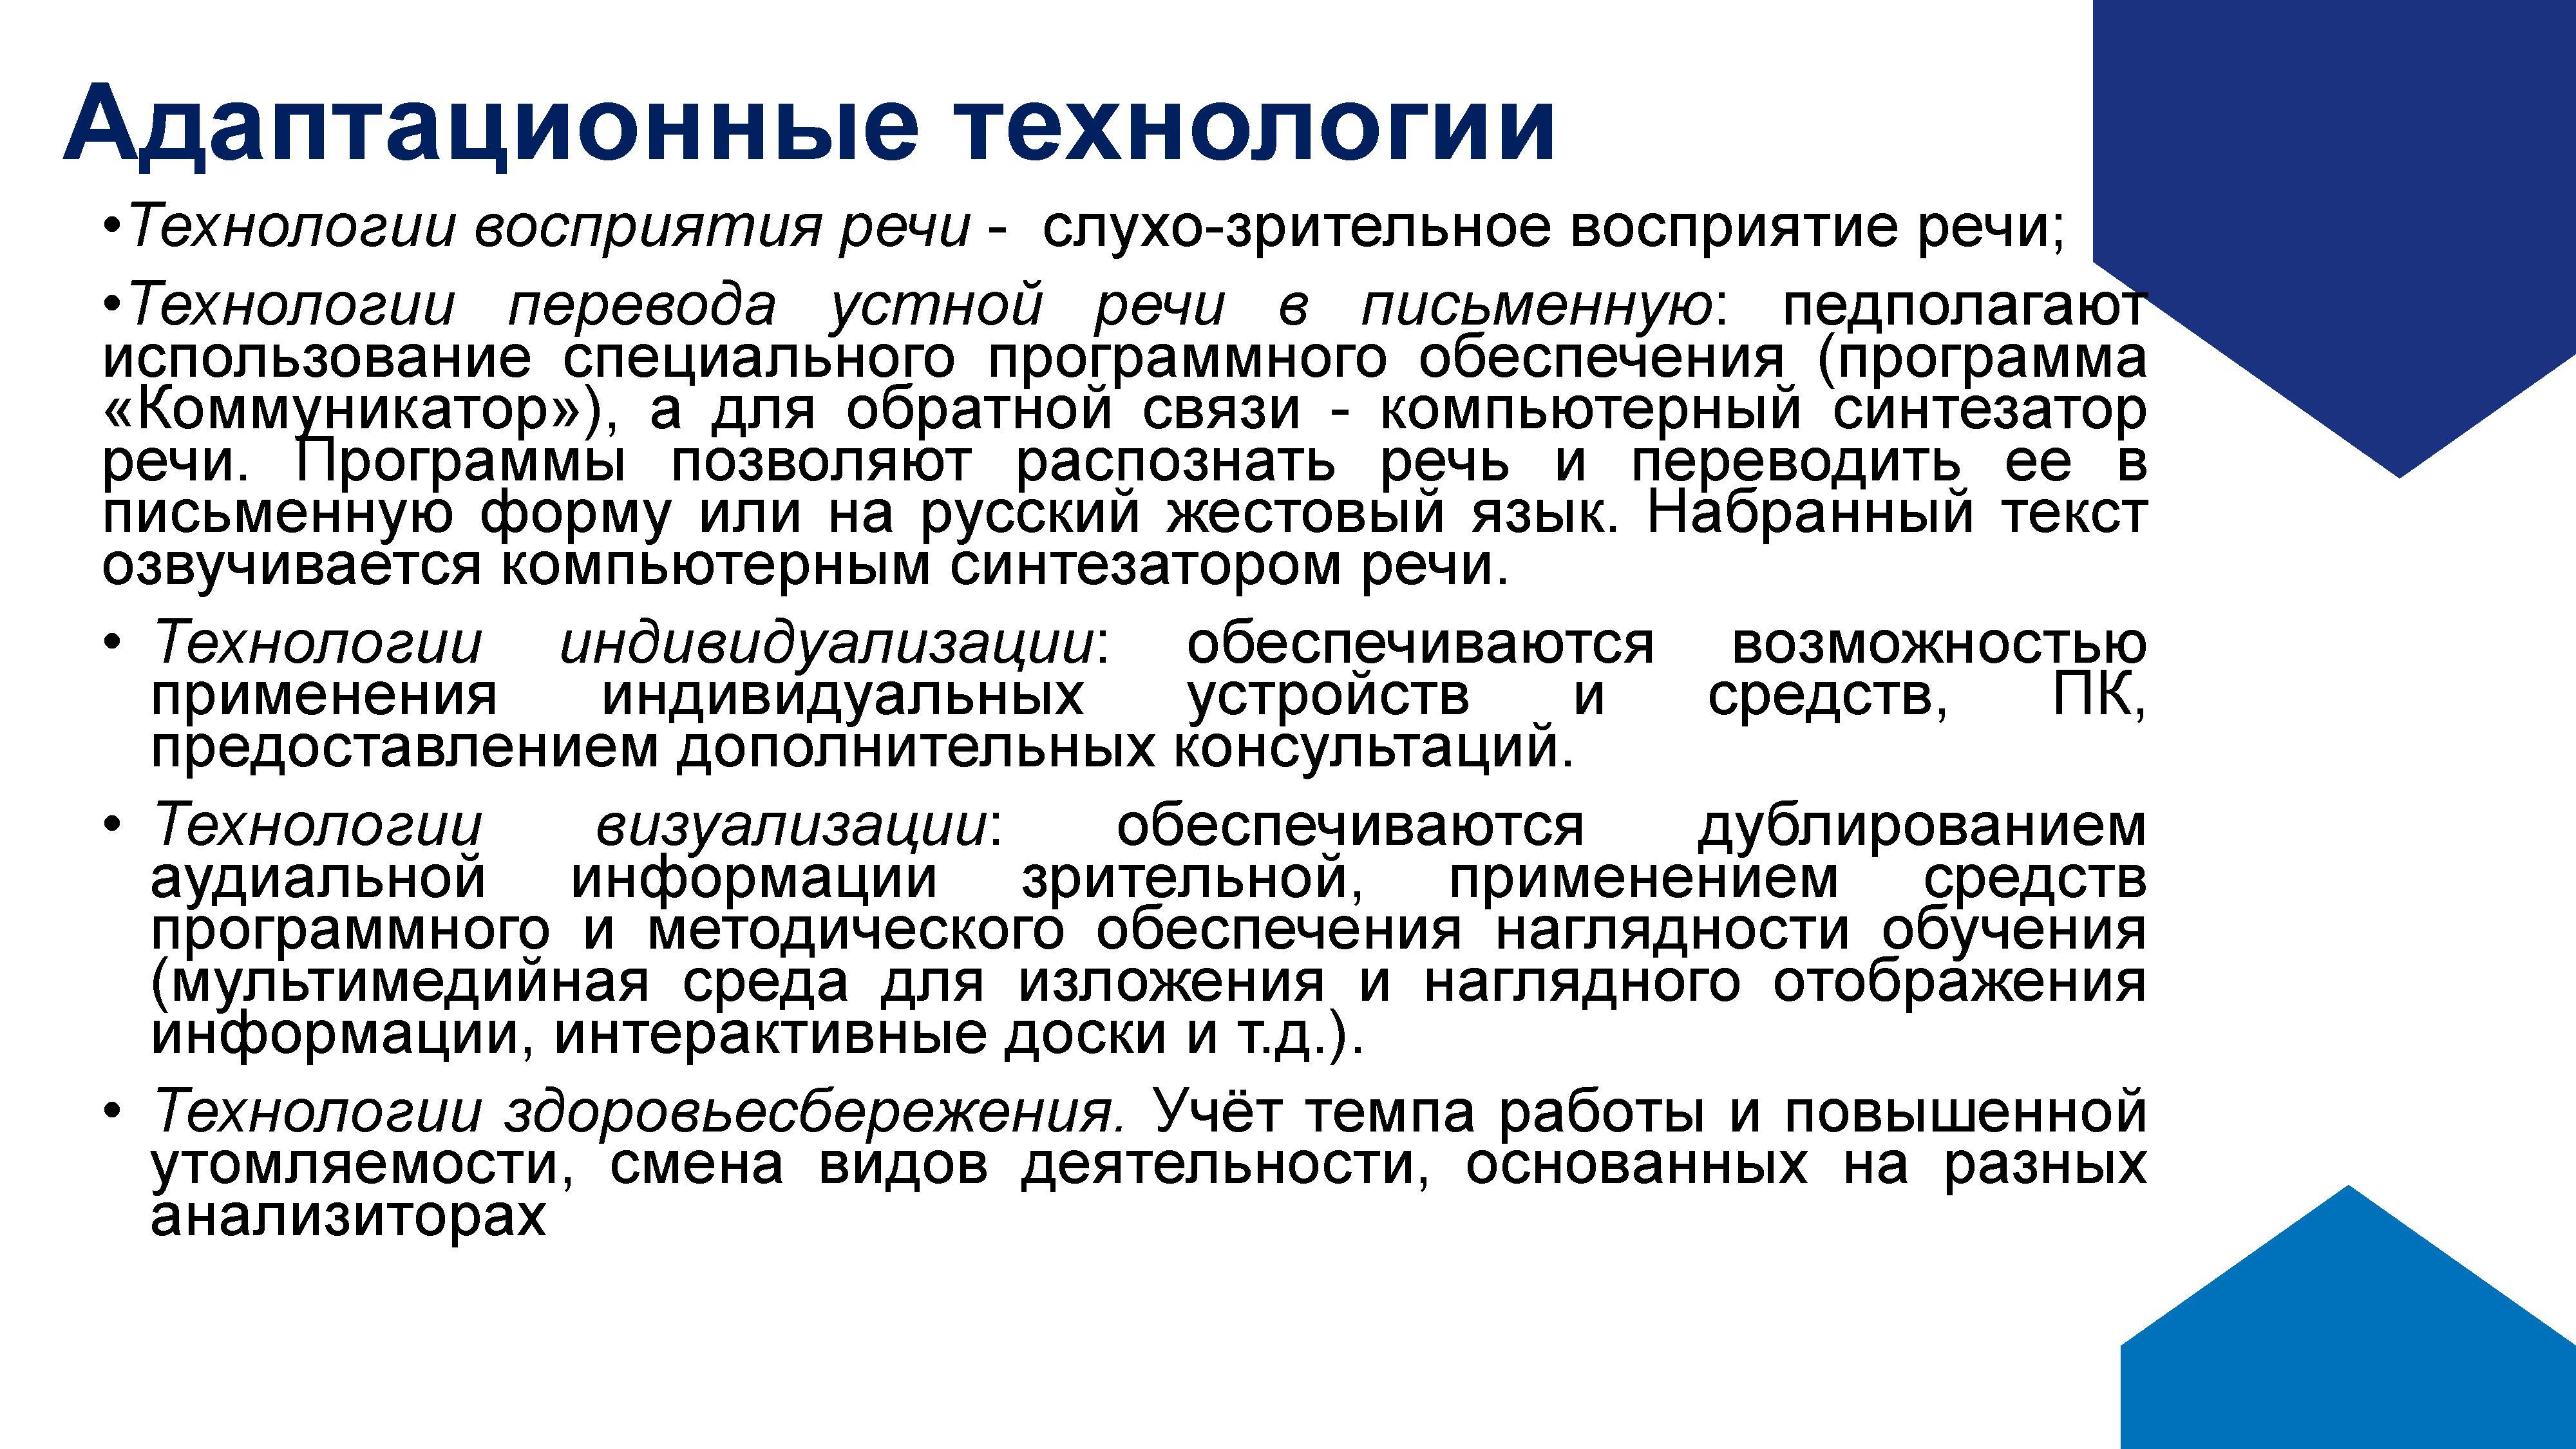 Адаптационные технологии
•Технологии восприятия речи - слухо-зрительное восприятие речи;
•Технологии перевода устной речи в письменную: педполагают
использование специального программного обеспечения (программа
«Коммуникатор»), а для обратной связи - компьютерный синтезатор
речи. Программы позволяют распознать речь и переводить ее в
письменную форму или на русский жестовый язык. Набранный текст
озвучивается компьютерным синтезатором речи.
• Технологии индивидуализации: обеспечиваются возможностью
применения индивидуальных устройств и средств, ПК,
предоставлением дополнительных консультаций.
• Технологии визуализации: обеспечиваются дублированием
аудиальной информации зрительной, применением средств
программного и методического обеспечения наглядности обучения
(мультимедийная среда для изложения и наглядного отображения
информации, интерактивные доски и т.д.).
• Технологии здоровьесбережения. Учёт темпа работы и повышенной
утомляемости, смена видов деятельности, основанных на разных
анализиторах